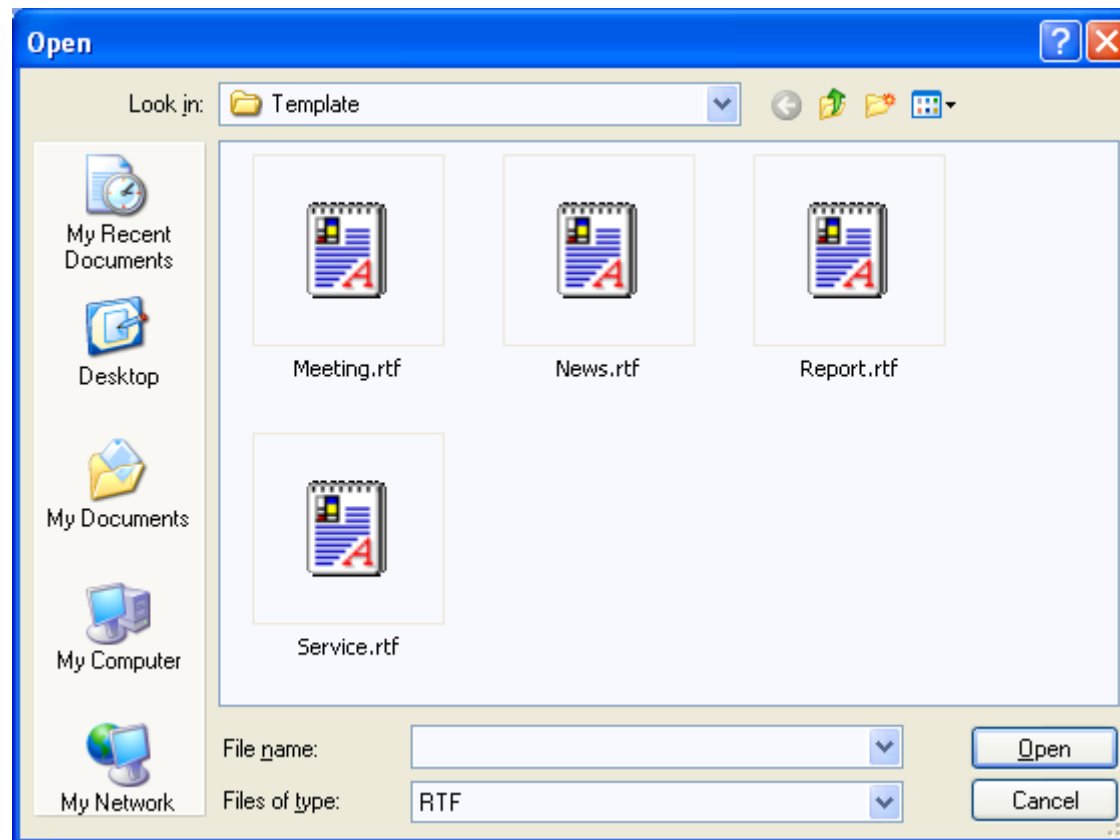 Open
Look in:
Template
My Recent
Documents
Desktop
My Documents
My Computer
My Network
Meeting.rtf
News.rtf
Report.rtf
Service.rtf
File name:
Open
Files of type:
RTF
Cancel